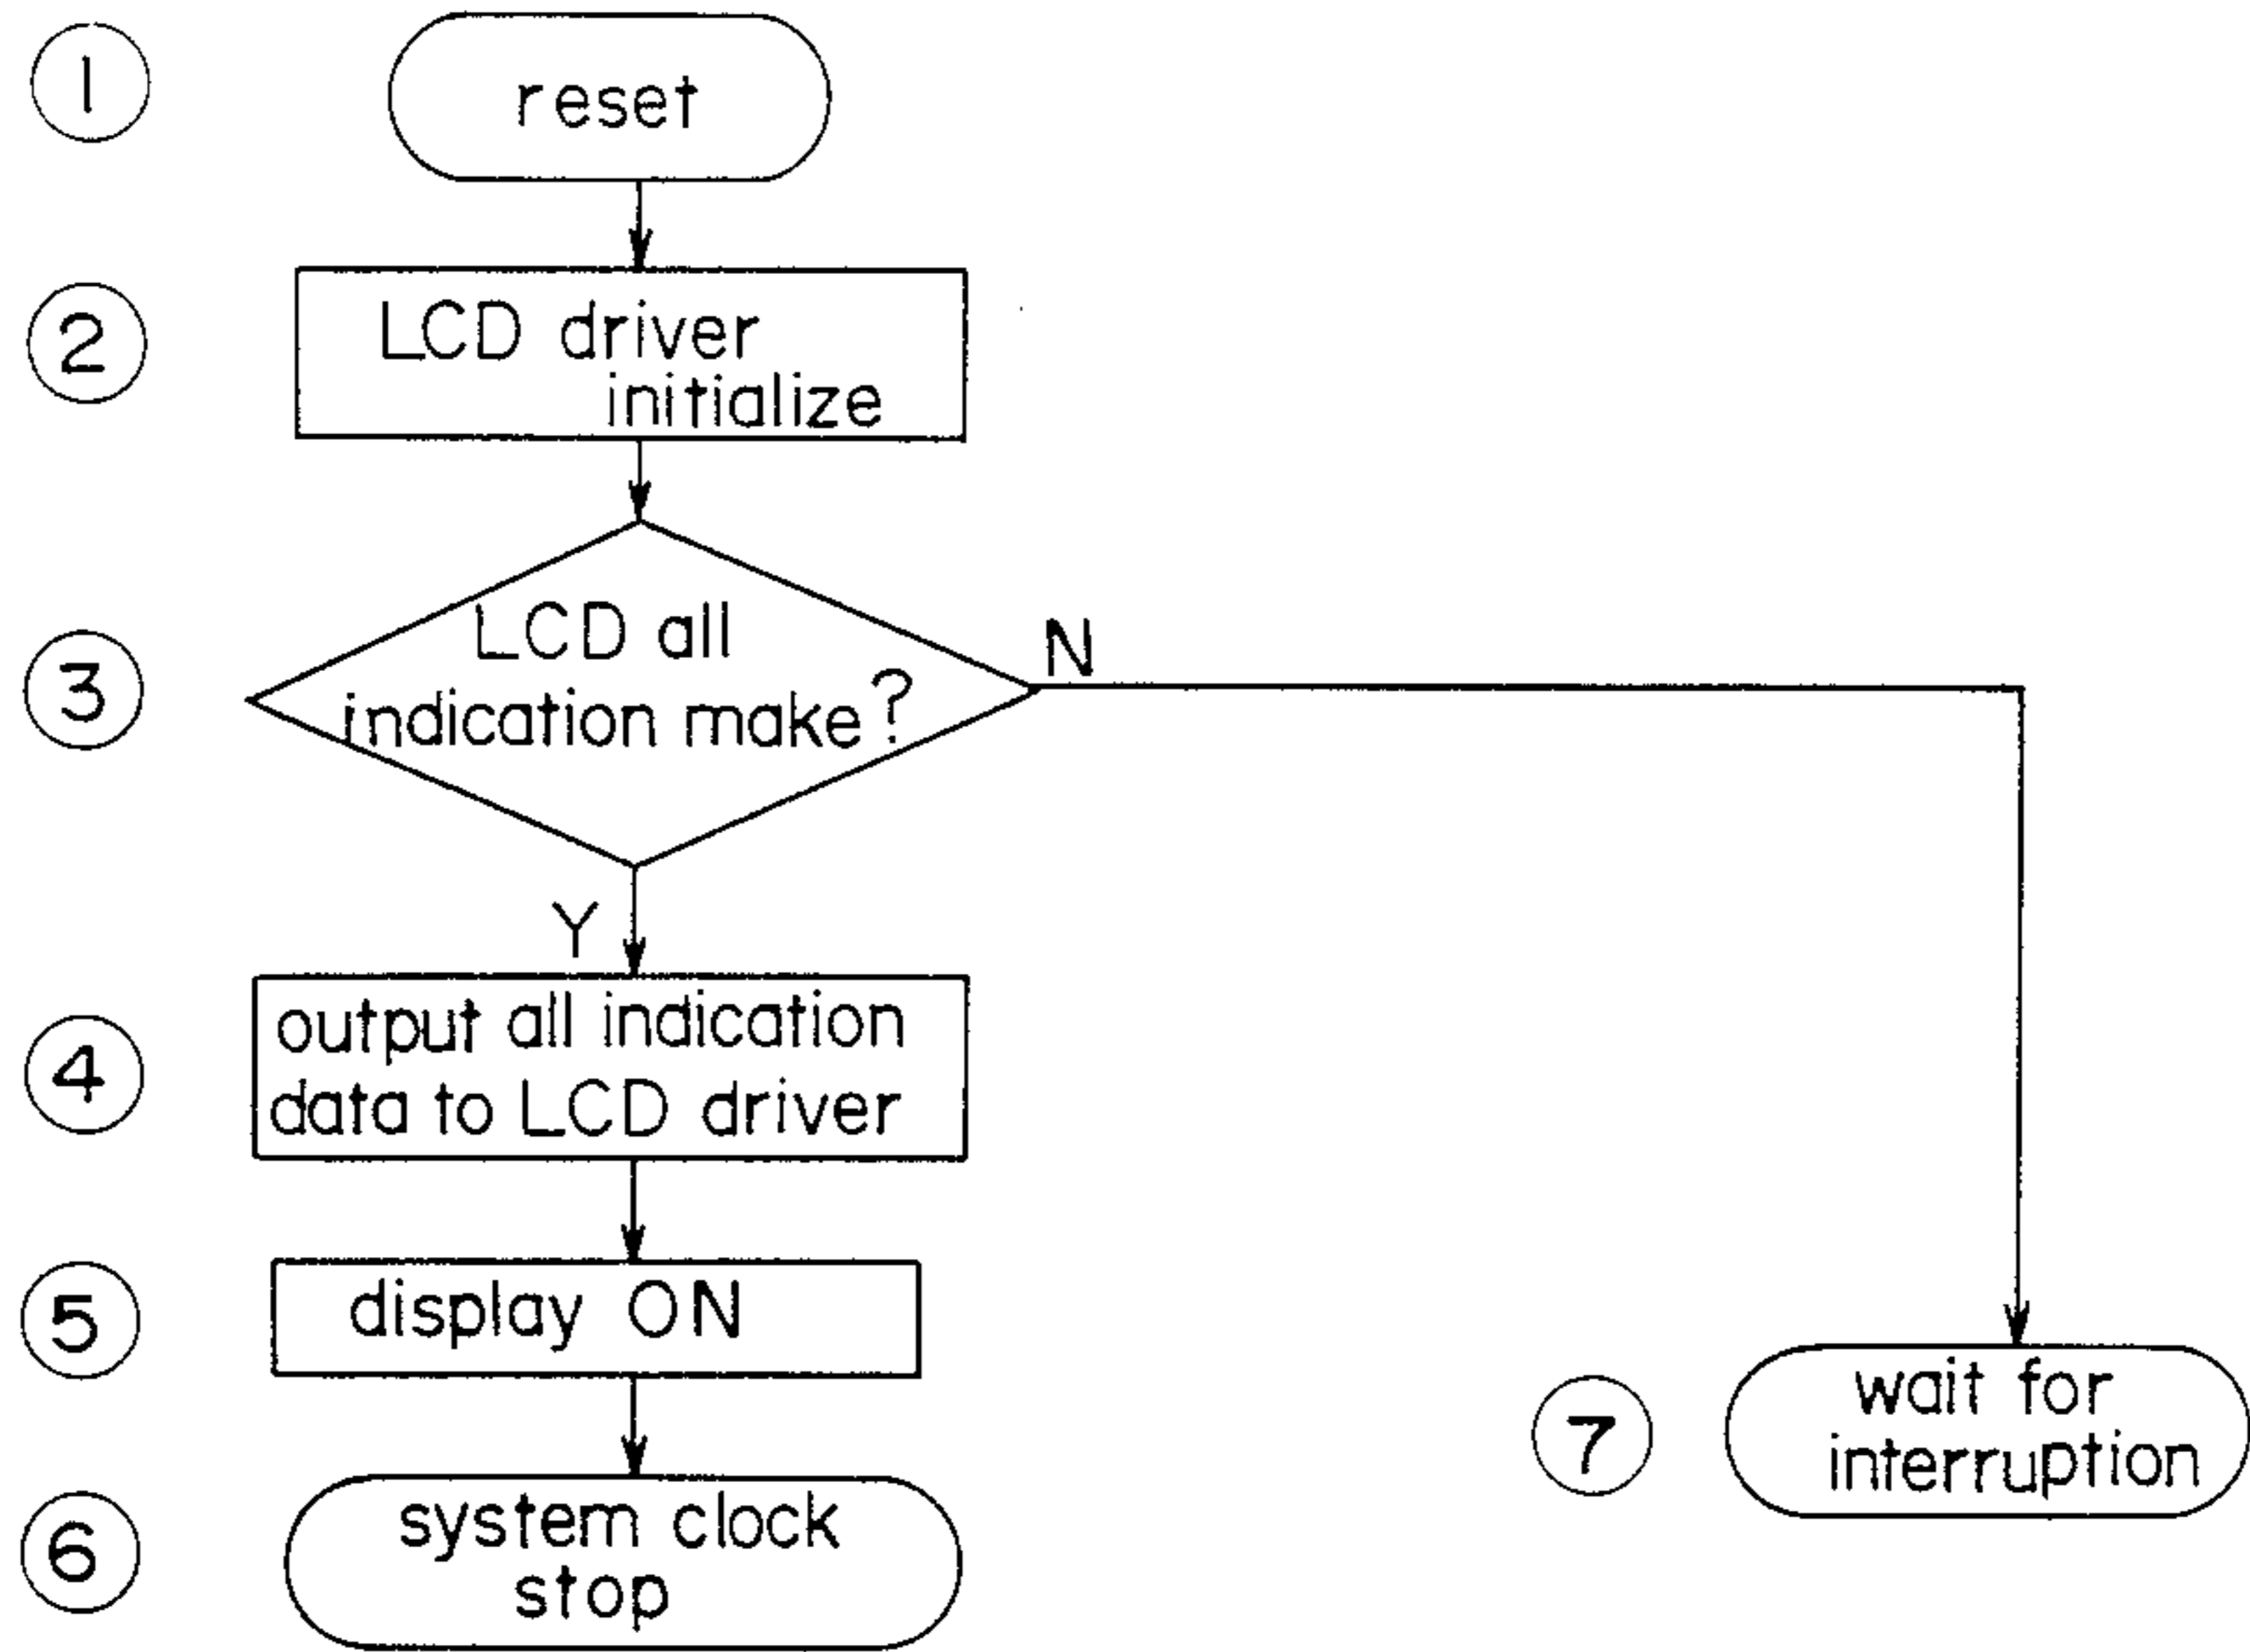 1
reset
2
LCD driver
initialize
3
LCD all
indication make?
N
Y
4
output all indication
data to LCD driver
5
display ON
6
system clock
stop
7
wait for
interruption